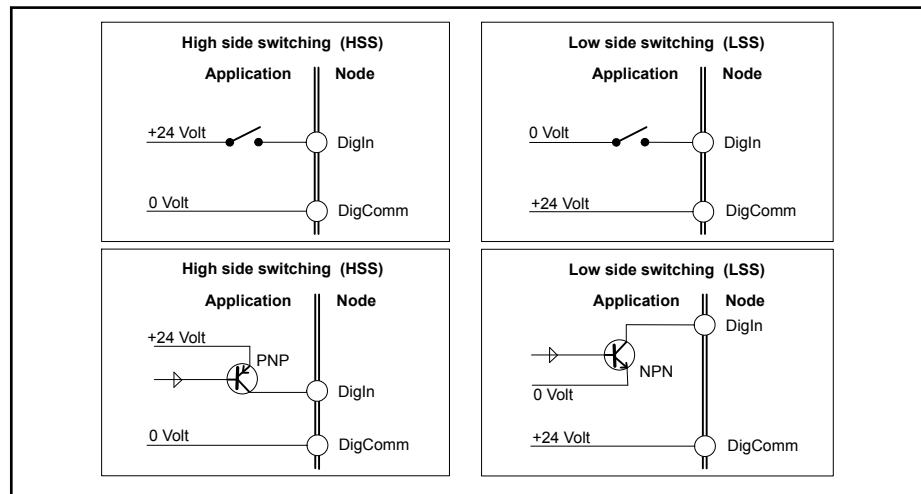 High side switching (HSS)
Application Node
+24 Volt
DigIn
0 Volt
DigComm
Low side switching (LSS)
Application Node
0 Volt
DigIn
+24 Volt
DigComm
High side switching (HSS)
Application Node
+24 Volt
PNP
DigIn
0 Volt
DigComm
Low side switching (LSS)
Application Node
DigIn
NPN
0 Volt
+24 Volt
DigComm